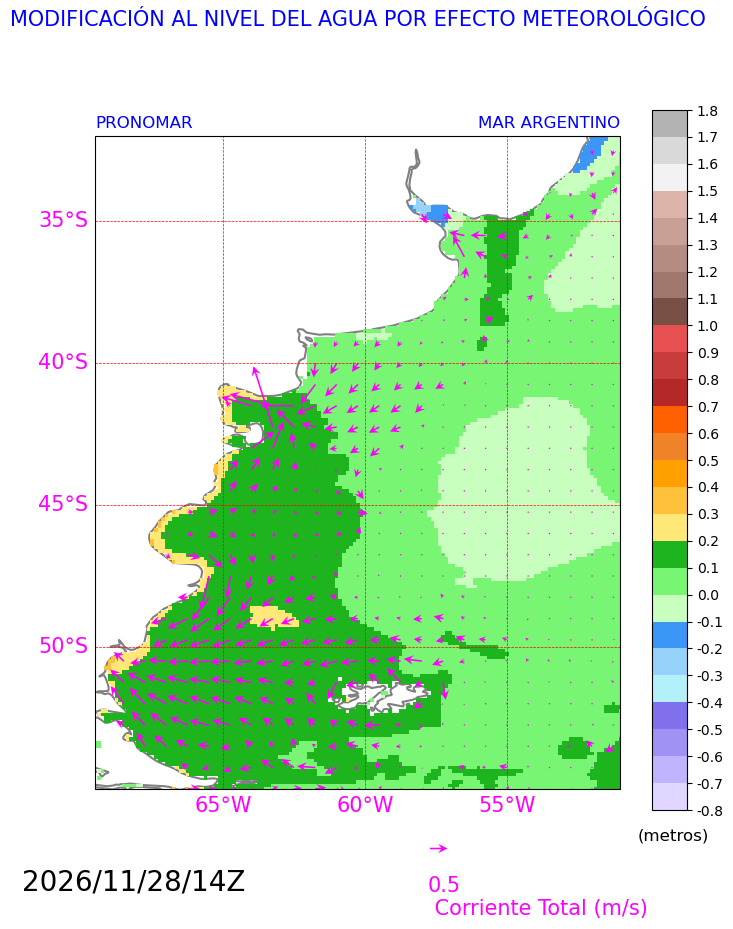 MODIFICACIÓN AL NIVEL DEL AGUA POR EFECTO METEOROLÓGICO
PRONOMAR
MAR ARGENTINO
35°S
40°S
45°S
50°S
65°W
60°W
55°W
1.8
1.7
1.6
1.5
1.4
1.3
1.2
1.1
1.0
0.9
0.8
0.7
0.6
0.5
0.4
0.3
0.2
0.1
0.0
-0.1
-0.2
-0.3
-0.4
-0.5
-0.6
-0.7
-0.8
(metros)
2026/11/28/14Z
0.5
Corriente Total (m/s)